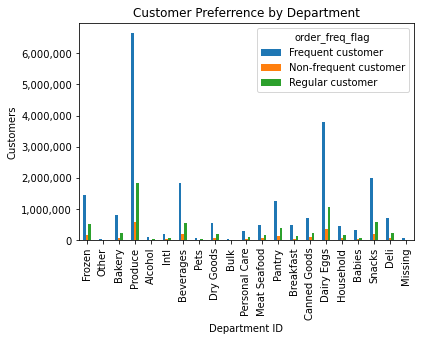 Customer Preferrence by Department
order_freq_flag
Frequent customer
Non-frequent customer
Regular customer
Customers
6,000,000
5,000,000
4,000,000
3,000,000
2,000,000
1,000,000
0
Frozen
Other
Bakery
Produce
Alcohol
Intl
Beverages
Pets
Dry Goods
Bulk
Personal Care
Meat Seafood
Pantry
Breakfast
Canned Goods
Dairy Eggs
Household
Babies
Snacks
Deli
Missing
Department ID